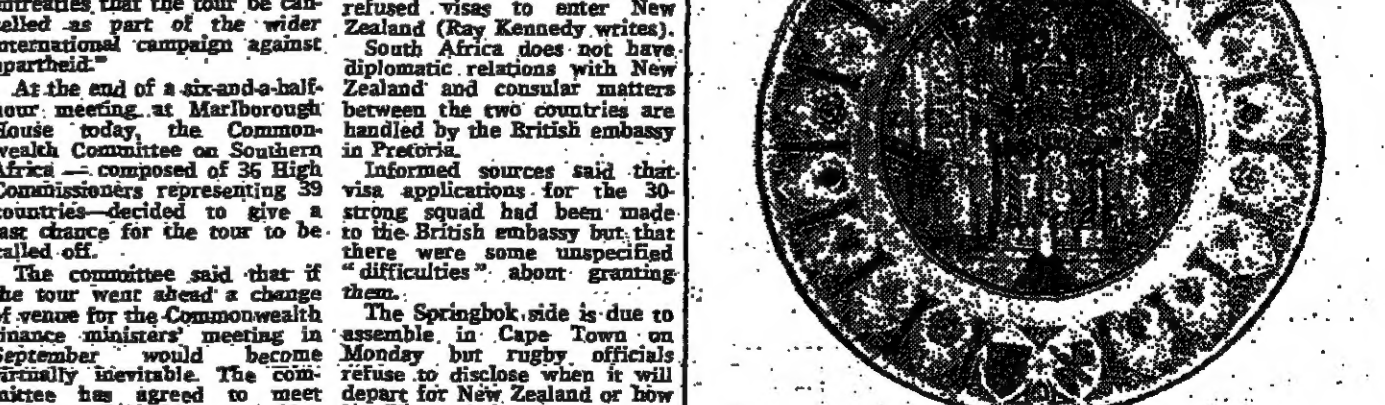 entreaties that the tour be can-
celled as part of the wider
international campaign against
apartheid."
At the end of a six-and-a-half-
hour meeting at Marlborough
House today, the Common-
wealth Committee on Southern
Africa — composed of 36 High
Commissioners representing 39
countries—decided to give a
last chance for the tour to be
called off.
The committee said that if
the tour went ahead a change
of venue for the Commonwealth
finance ministers' meeting in
September would become
virtually inevitable. The com-
mittee has agreed to meet
refused visas to enter New
Zealand (Ray Kennedy writes).
South Africa does not have
diplomatic relations with New
Zealand and consular matters
between the two countries are
handled by the British embassy
in Pretoria.
Informed sources said that
visa applications for the 30-
strong squad had been made
to the British embassy but that
there were some unspecified
"difficulties" about granting
them.
The Springbok side is due to
assemble in Cape Town on
Monday but rugby officials
refuse to disclose when it will
depart for New Zealand or how